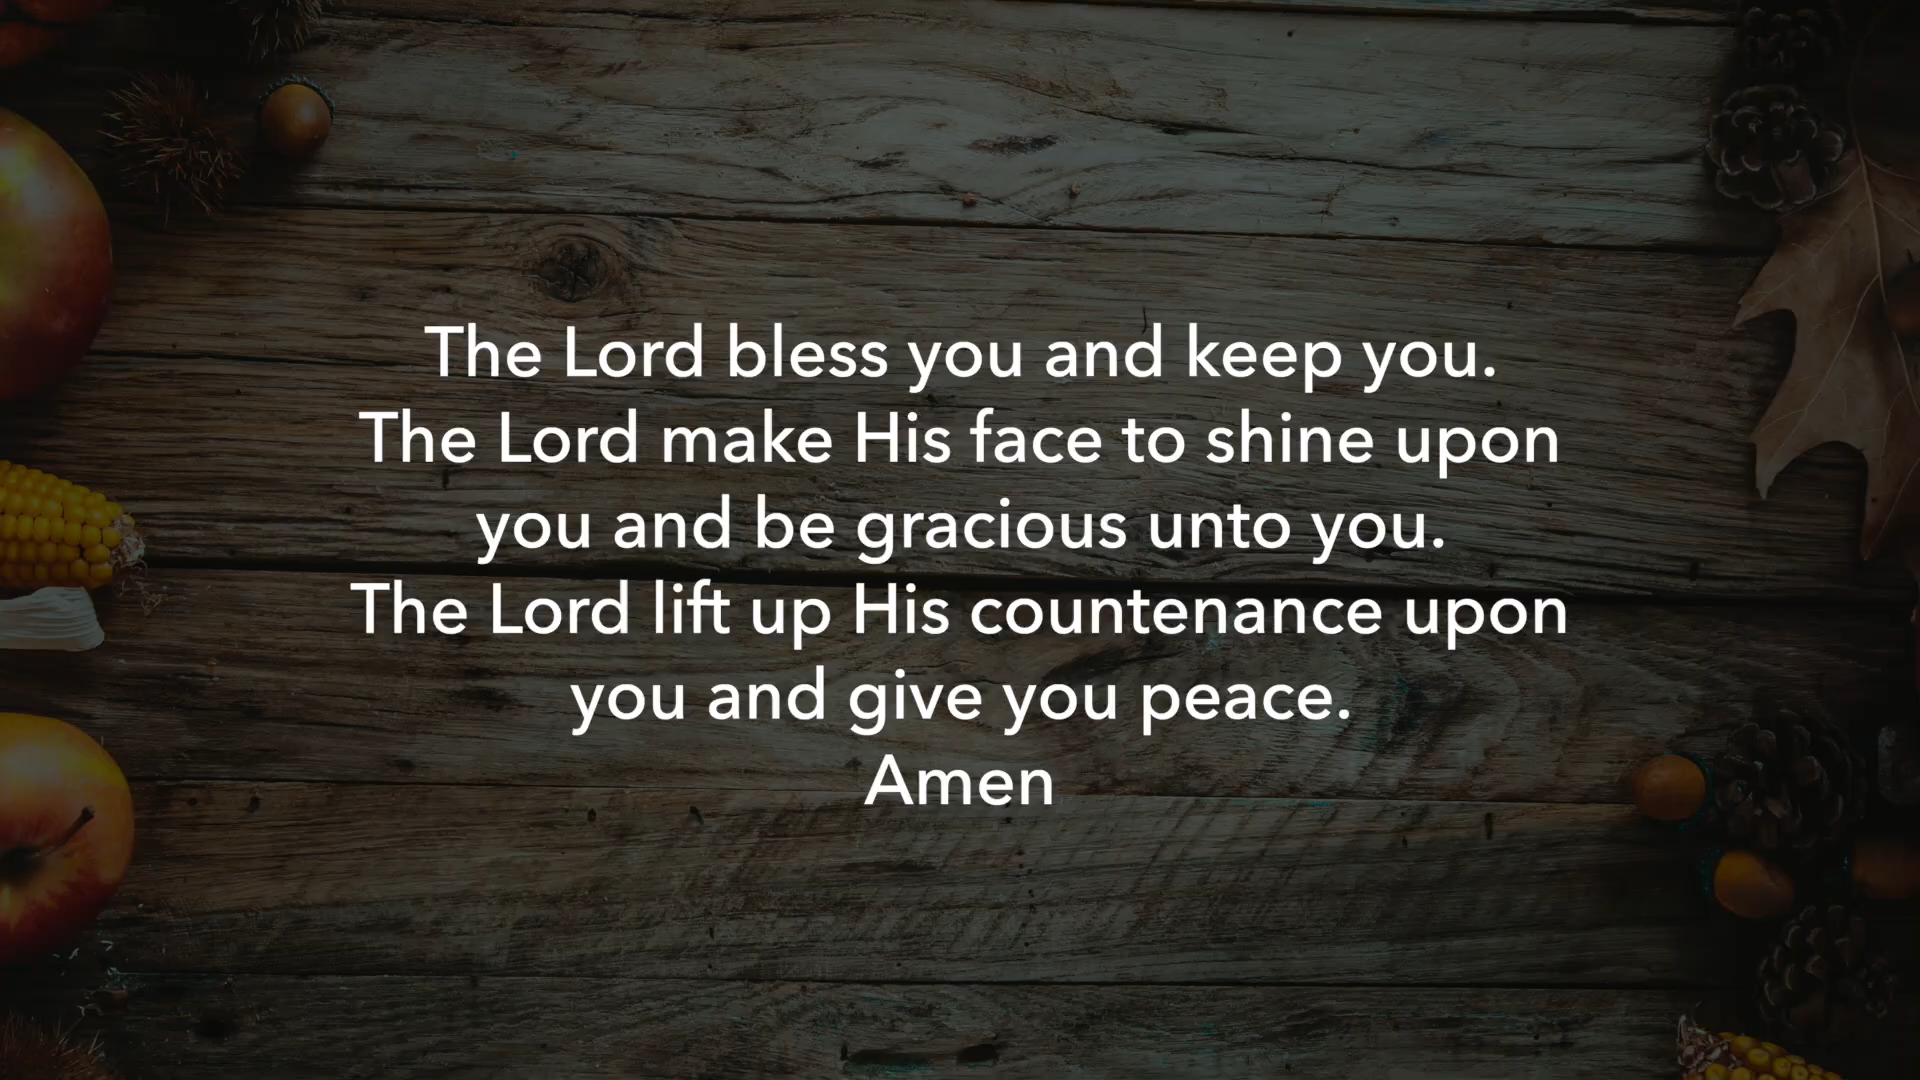 The Lord bless you and keep you.
The Lord make His face to shine upon
you and be gracious unto you.
The Lord lift up His countenance upon
you and give you peace.
Amen